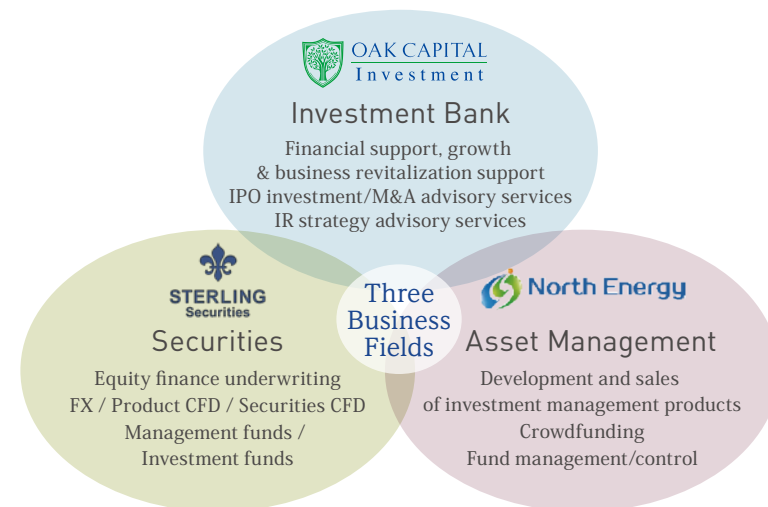 OAK CAPITAL
Investment
Investment Bank
Financial support, growth
& business revitalization support
IPO investment/M&A advisory services
IR strategy advisory services
Three
Business
Fields
STERLING
Securities
Securities
Equity finance underwriting
FX / Product CFD / Securities CFD
Management funds /
Investment funds
North Energy
Asset Management
Development and sales
of investment management products
Crowdfunding
Fund management/control